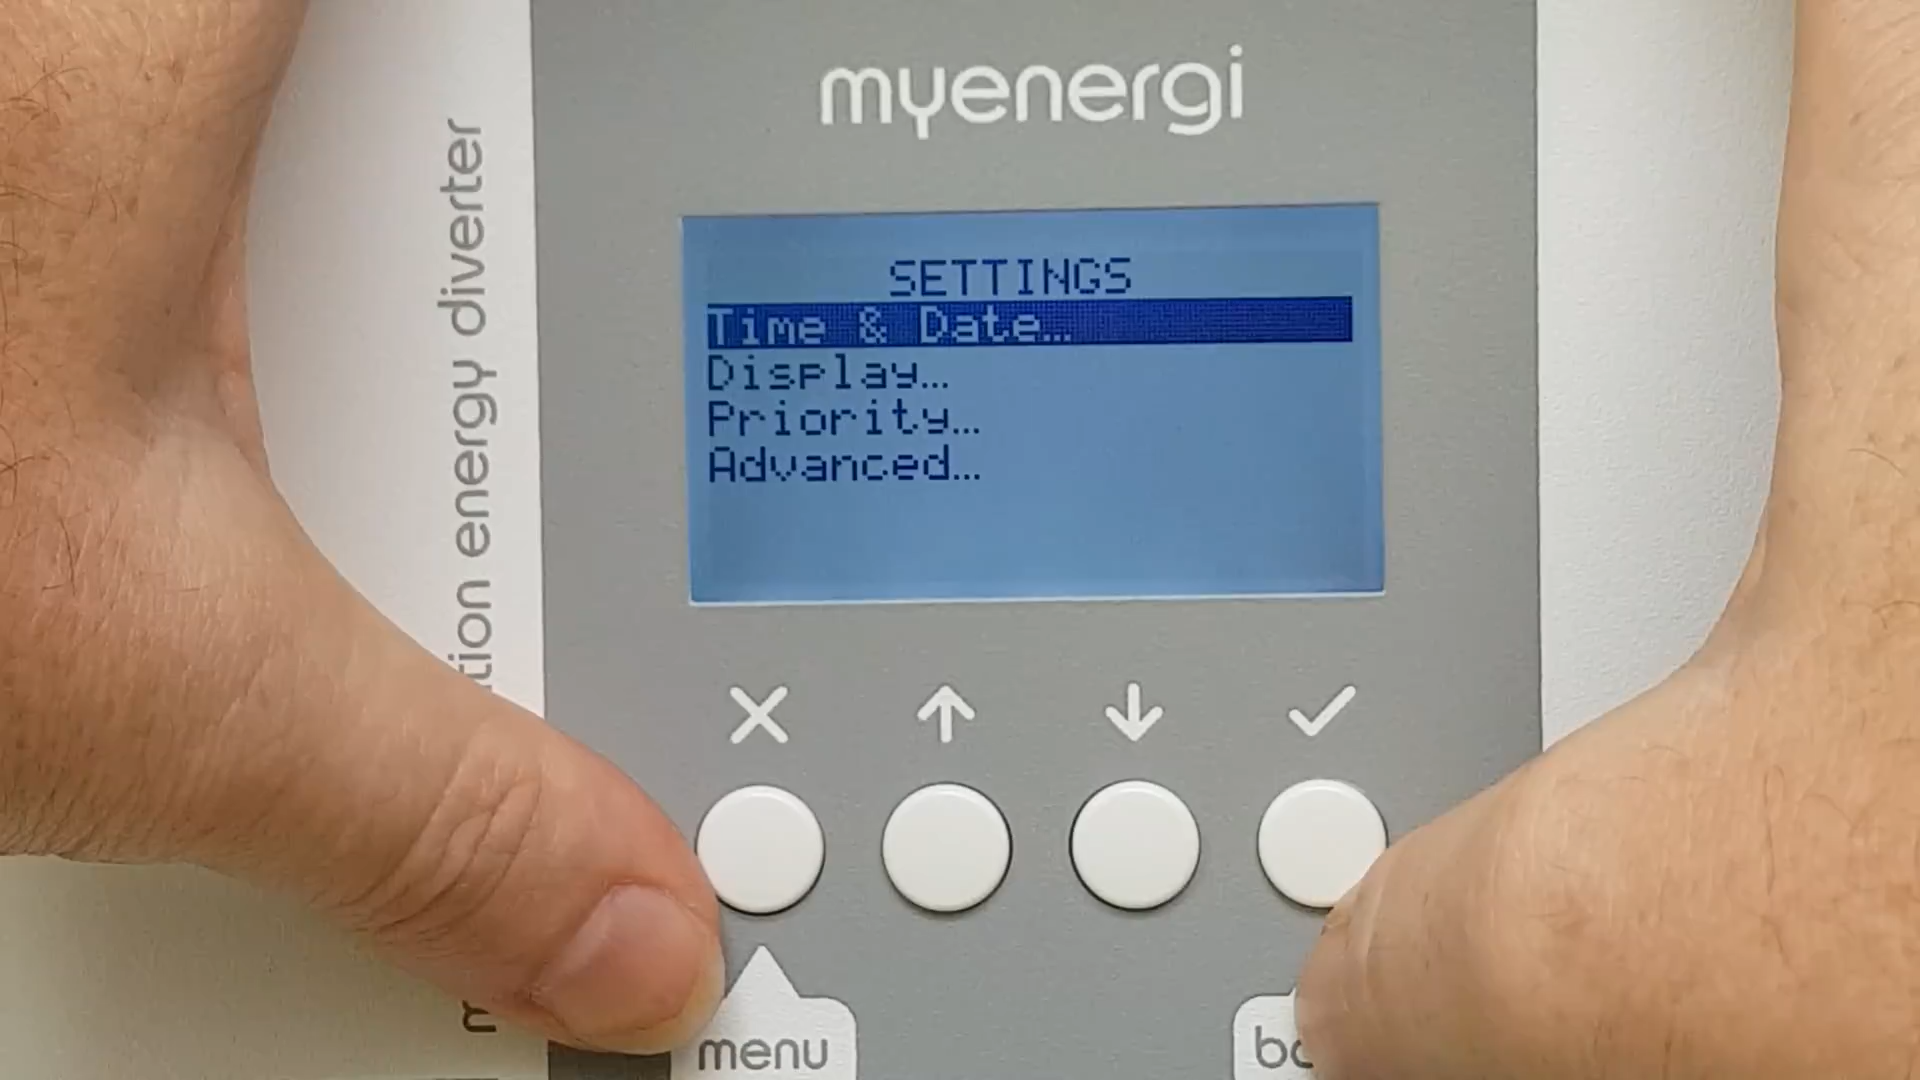 myenergi
SETTINGS
Time & Date...
Display...
Priority...
Advanced...
energy diverter
menu